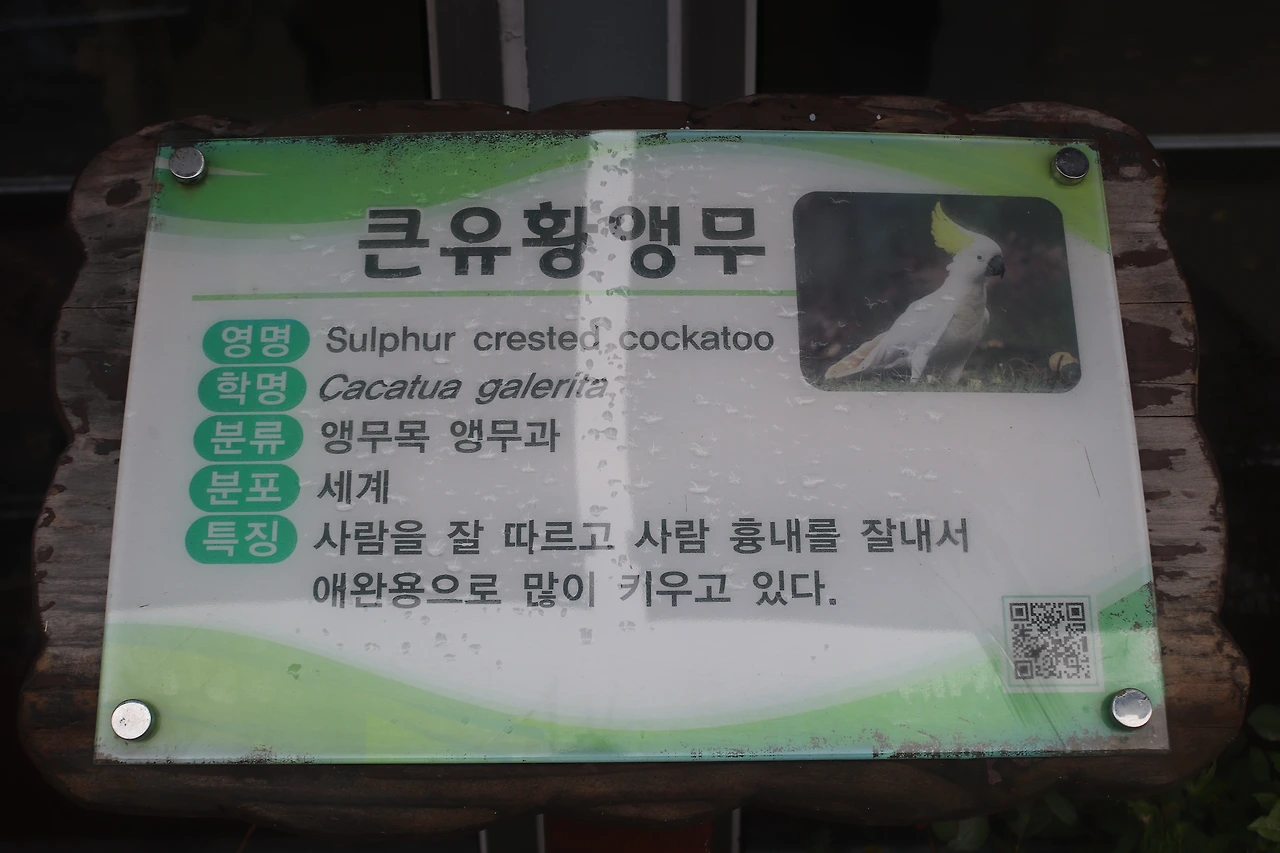 큰유황앵무
영명 Sulphur crested cockatoo
학명 Cacatua galerita
분류 앵무목 앵무과
분포 세계
특징 사람을 잘 따르고 사람 흉내를 잘내서
애완용으로 많이 키우고 있다.